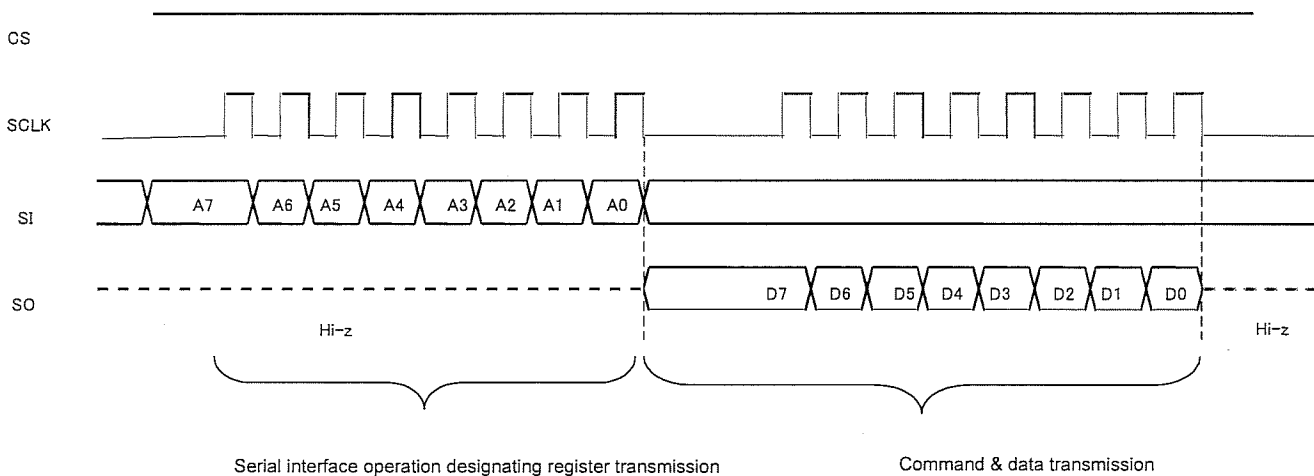 CS
SCLK
SI
A7 A6 A5 A4 A3 A2 A1 A0
SO
D7 D6 D5 D4 D3 D2 D1 D0
Hi-z
Hi-z
Serial interface operation designating register transmission
Command & data transmission